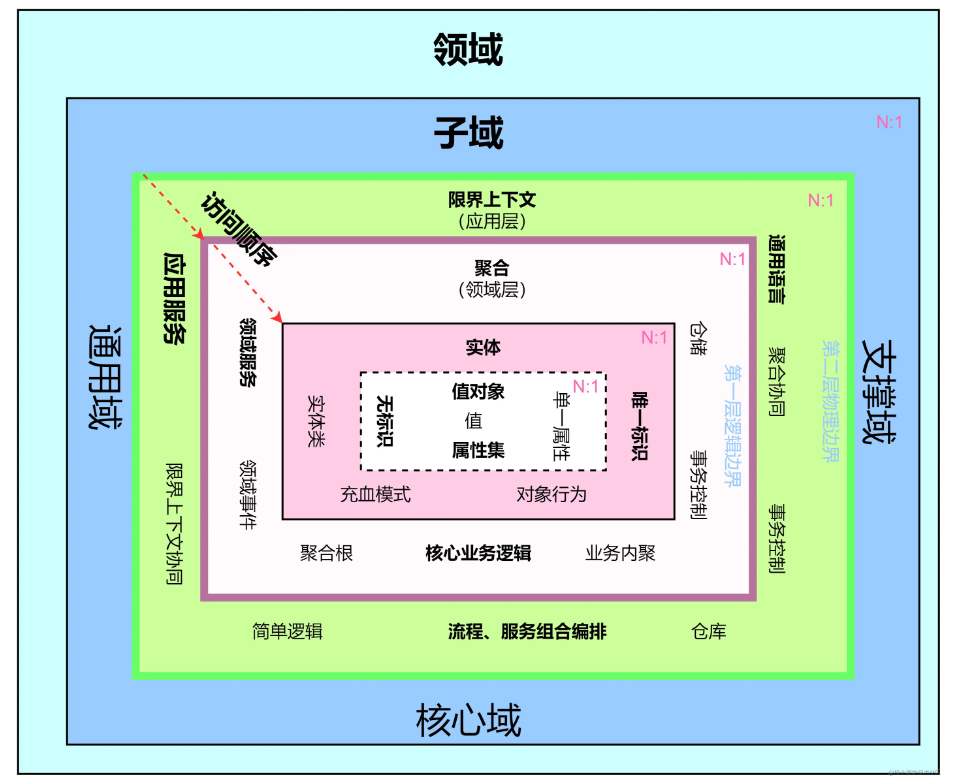 领域
子域
N:1
限界上下文
(应用层)
N:1
访问顺序
聚合
(领域层)
N:1
通用语言
应用服务
领域服务
实体
N:1
仓储
值对象
N:1
值
属性集
无标识
单一属性
实体类
唯一标识
充血模式
对象行为
第一层逻辑边界
聚合协同
第二层物理边界
通用域
支撑域
领域事件
事务控制
限界上下文协同
事务控制
聚合根
核心业务逻辑
业务内聚
简单逻辑
流程、服务组合编排
仓库
核心域